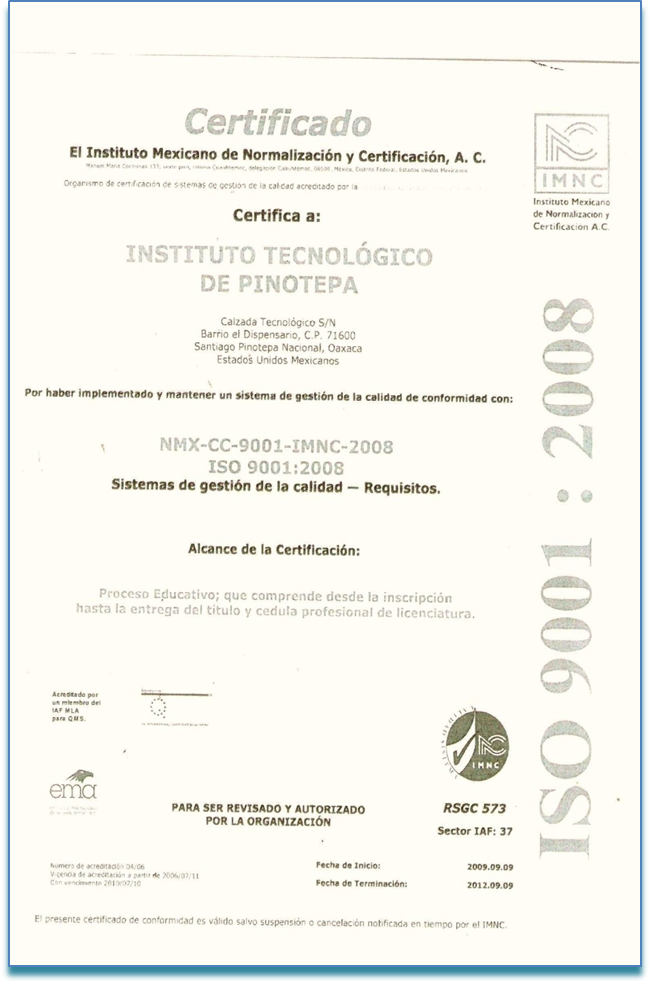 Certificado
El Instituto Mexicano de Normalización y Certificación, A. C.
Manuel María Contreras 133, sexto piso, colonia Cuauhtémoc, delegación Cuauhtémoc, 06500, México, Distrito Federal, Estados Unidos Mexicanos
Organismo de certificación de sistemas de gestión de la calidad acreditado por la
IMNC
Instituto Mexicano
de Normalización y
Certificación A.C.
Certifica a:
INSTITUTO TECNOLÓGICO
DE PINOTEPA
Calzada Tecnológico S/N
Barrio el Dispensario, C.P. 71600
Santiago Pinotepa Nacional, Oaxaca
Estados Unidos Mexicanos
Por haber implementado y mantener un sistema de gestión de la calidad de conformidad con:
NMX-CC-9001-IMNC-2008
ISO 9001:2008
Sistemas de gestión de la calidad — Requisitos.
Alcance de la Certificación:
Proceso Educativo; que comprende desde la inscripción
hasta la entrega del titulo y cedula profesional de licenciatura.
ISO 9001 : 2008
Acreditado por
un miembro del
IAF MLA
para QMS.
IMNC
ema
PARA SER REVISADO Y AUTORIZADO
POR LA ORGANIZACIÓN
RSGC 573
Sector IAF: 37
Número de acreditación 04/06
Vigencia de acreditación a partir de 2006/07/11
Con vencimiento 2010/07/10
Fecha de Inicio: 2009.09.09
Fecha de Terminación: 2012.09.09
El presente certificado de conformidad es válido salvo suspensión o cancelación notificada en tiempo por el IMNC.